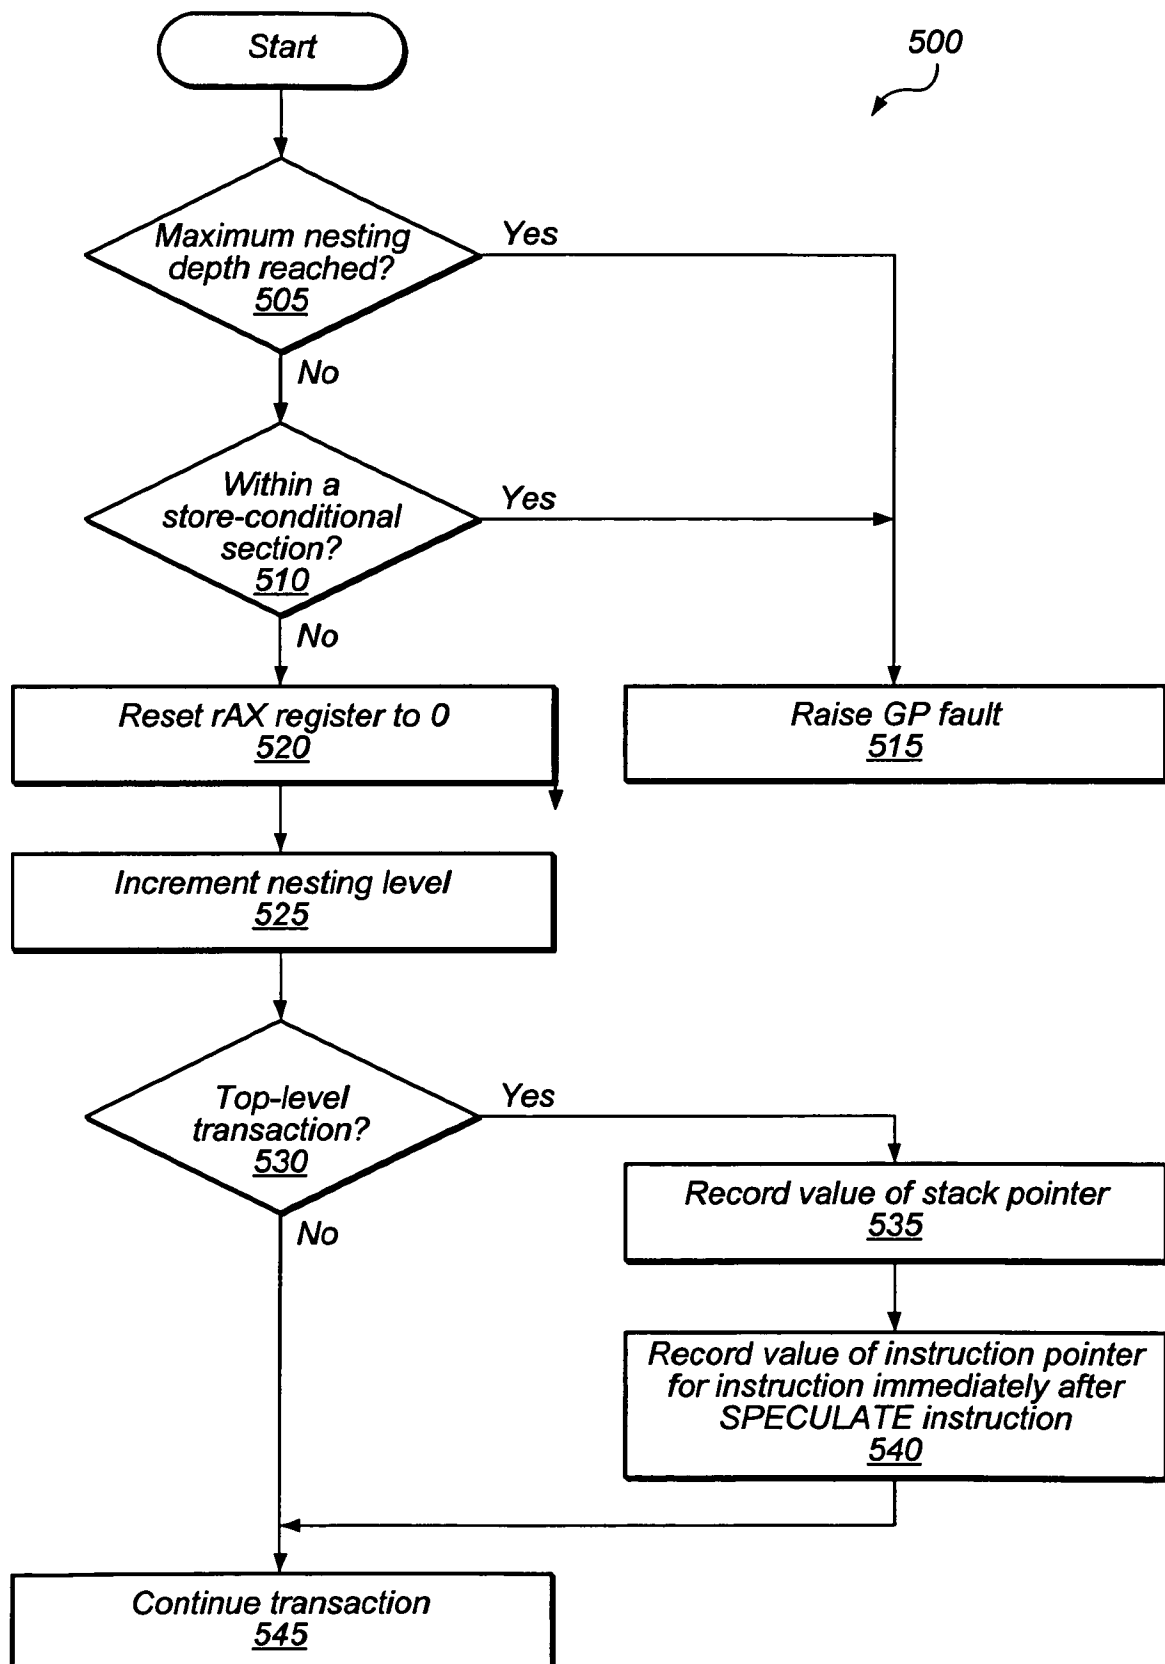 Start
500
Maximum nesting
depth reached?
505
Yes
No
Within a
store-conditional
section?
510
Yes
No
Reset rAX register to 0
520
Raise GP fault
515
Increment nesting level
525
Top-level
transaction?
530
Yes
No
Record value of stack pointer
535
Record value of instruction pointer
for instruction immediately after
SPECULATE instruction
540
Continue transaction
545